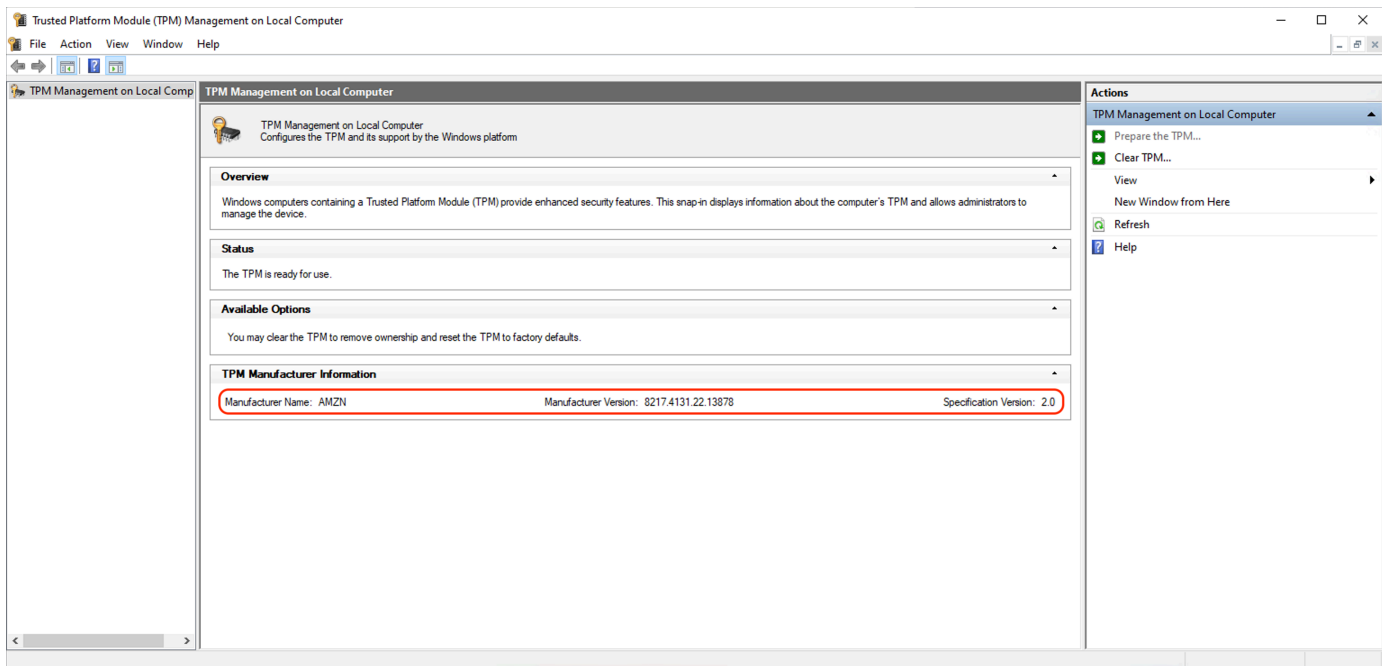 Trusted Platform Module (TPM) Management on Local Computer
File Action View Window Help
TPM Management on Local Comp
TPM Management on Local Computer
TPM Management on Local Computer
Configures the TPM and its support by the Windows platform
Overview
Windows computers containing a Trusted Platform Module (TPM) provide enhanced security features. This snap-in displays information about the computer's TPM and allows administrators to
manage the device.
Status
The TPM is ready for use.
Available Options
You may clear the TPM to remove ownership and reset the TPM to factory defaults.
TPM Manufacturer Information
Manufacturer Name: AMZN Manufacturer Version: 8217.4131.22.13878 Specification Version: 2.0
Actions
TPM Management on Local Computer
Prepare the TPM...
Clear TPM...
View
New Window from Here
Refresh
Help